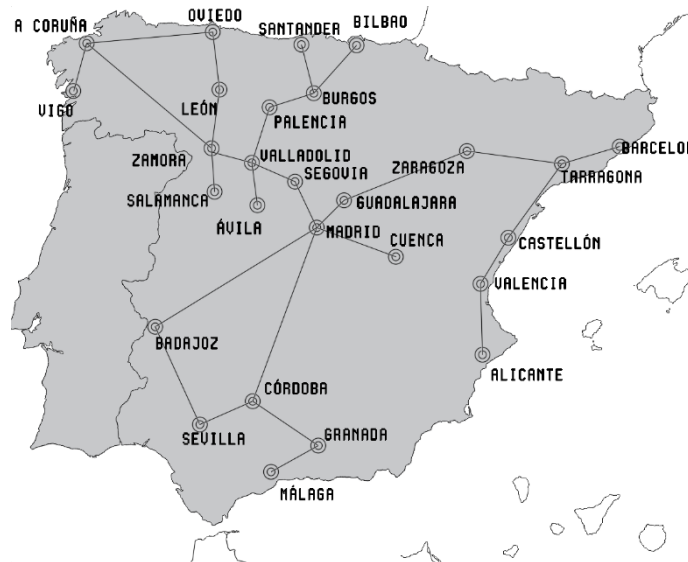 OVIEDO
A CORUÑA
SANTANDER
BILBAO
VIGO
LEÓN
BURGOS
PALENCIA
ZAMORA
VALLADOLID
SEGOVIA
ZARAGOZA
BARCELO
TARRAGONA
SALAMANCA
ÁVILA
GUADALAJARA
MADRID
CUENCA
CASTELLÓN
VALENCIA
BADAJOZ
ALICANTE
CÓRDOBA
SEVILLA
GRANADA
MÁLAGA